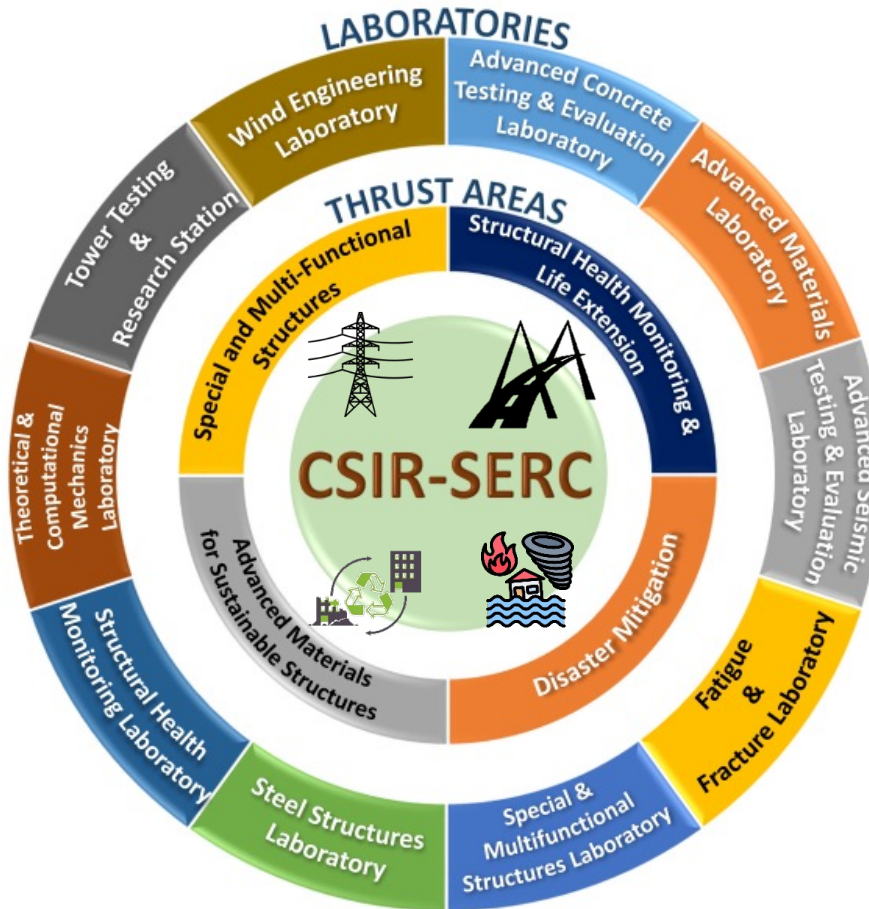 LABORATORIES
Advanced Concrete
Testing & Evaluation
Laboratory
Advanced Materials
Laboratory
Advanced Seismic
Testing & Evaluation
Laboratory
Fatigue
&
Fracture Laboratory
Special &
Multifunctional
Structures Laboratory
Steel Structures
Laboratory
Structural Health
Monitoring Laboratory
Theoretical &
Computational
Mechanics
Laboratory
Tower Testing
&
Research Station
Wind Engineering
Laboratory
THRUST AREAS
Structural Health Monitoring &
Life Extension
Disaster Mitigation
Advanced Materials
for Sustainable Structures
Special and Multi-Functional
Structures
CSIR-SERC